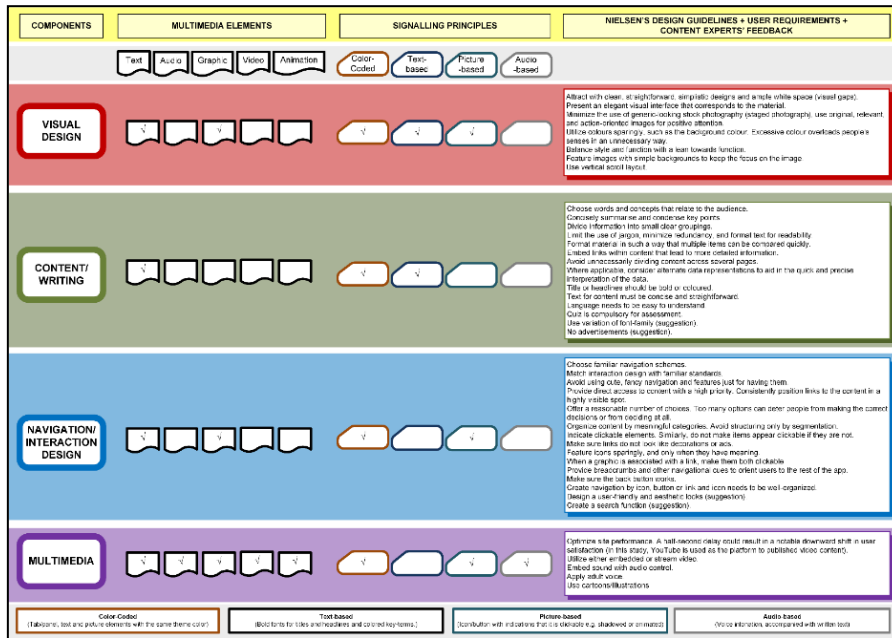 COMPONENTS
MULTIMEDIA ELEMENTS
SIGNALLING PRINCIPLES
NIELSEN'S DESIGN GUIDELINES + USER REQUIREMENTS +
CONTENT EXPERTS' FEEDBACK
Text
Audio
Graphic
Video
Animation
Color-
Coded
Text-
based
Picture
-based
Audio
-based
VISUAL
DESIGN
√
√
√
√
√
Attract with clean, straightforward, simplistic designs and ample white space (visual gaps).
Present an elegant visual interface that corresponds to the material.
Minimize the use of generic-looking stock photography (staged photograph), use original, relevant,
and action-oriented images for positive attention.
Utilize colours sparingly, such as the background colour. Excessive colour overloads people's
senses in an unnecessary way.
Balance style and function with a lean towards function.
Feature images with simple backgrounds to keep the focus on the image
Use vertical scroll layout
CONTENT/
WRITING
√
√
√
Choose words and concepts that relate to the audience.
Concisely summarise and condense key points
Divide information into small clear groupings.
Limit the use of jargon, minimize redundancy, and format text for readability.
Format material in such a way that multiple items can be compared quickly.
Embed links within content that lead to more detailed information.
Avoid unnecessarily dividing content across several pages.
Where applicable, consider alternate data representations to aid in the quick and precise
interpretation of the data.
Title or headlines should be bold or coloured.
Text for content must be concise and straightforward.
Language needs to be easy to understand
Quiz is compulsory for assessment.
Use variation of font-family (suggestion)
No advertisements (suggestion).
NAVIGATION/
INTERACTION
DESIGN
√
√
√
√
√
Choose familiar navigation schemes.
Match interaction design with familiar standards.
Avoid using cute, fancy navigation and features just for having them
Provide direct access to content with a high priority. Consistently position links to the content in a
highly visible spot.
Offer a reasonable number of choices. Too many options can deter people from making the correct
decisions or from deciding at all.
Organize content by meaningful categories. Avoid structuring only by segmentation.
Indicate clickable elements. Similarly, do not make items appear clickable if they are not.
Make sure links do not look like decorations or ads.
Feature icons sparingly, and only when they have meaning.
When a graphic is associated with a link, make them both clickable
Provide breadcrumbs and other navigational cues to orient users to the rest of the app.
Make sure the back button works.
Create navigation by icon, button or link and icon needs to be well-organized.
Design a user-friendly and aesthetic looks (suggestion)
Create a search function (suggestion)
MULTIMEDIA
√
√
√
√
√
√
√
√
Optimize site performance. A half-second delay could result in a notable downward shift in user
satisfaction (in this study, YouTube is used as the platform to published video content).
Utilize either embedded or stream video.
Embed sound with audio control.
Apply adult voice
Use cartoons/illustrations
Color-Coded
(Tab/panel, text and picture elements with the same theme color)
Text-based
(Bold fonts for titles and headlines and colored key-terms.)
Picture-based
(Icon/button with indications that it is clickable e.g. shadowed or animated)
Audio-based
(Voice intonation, accompanied with written text)